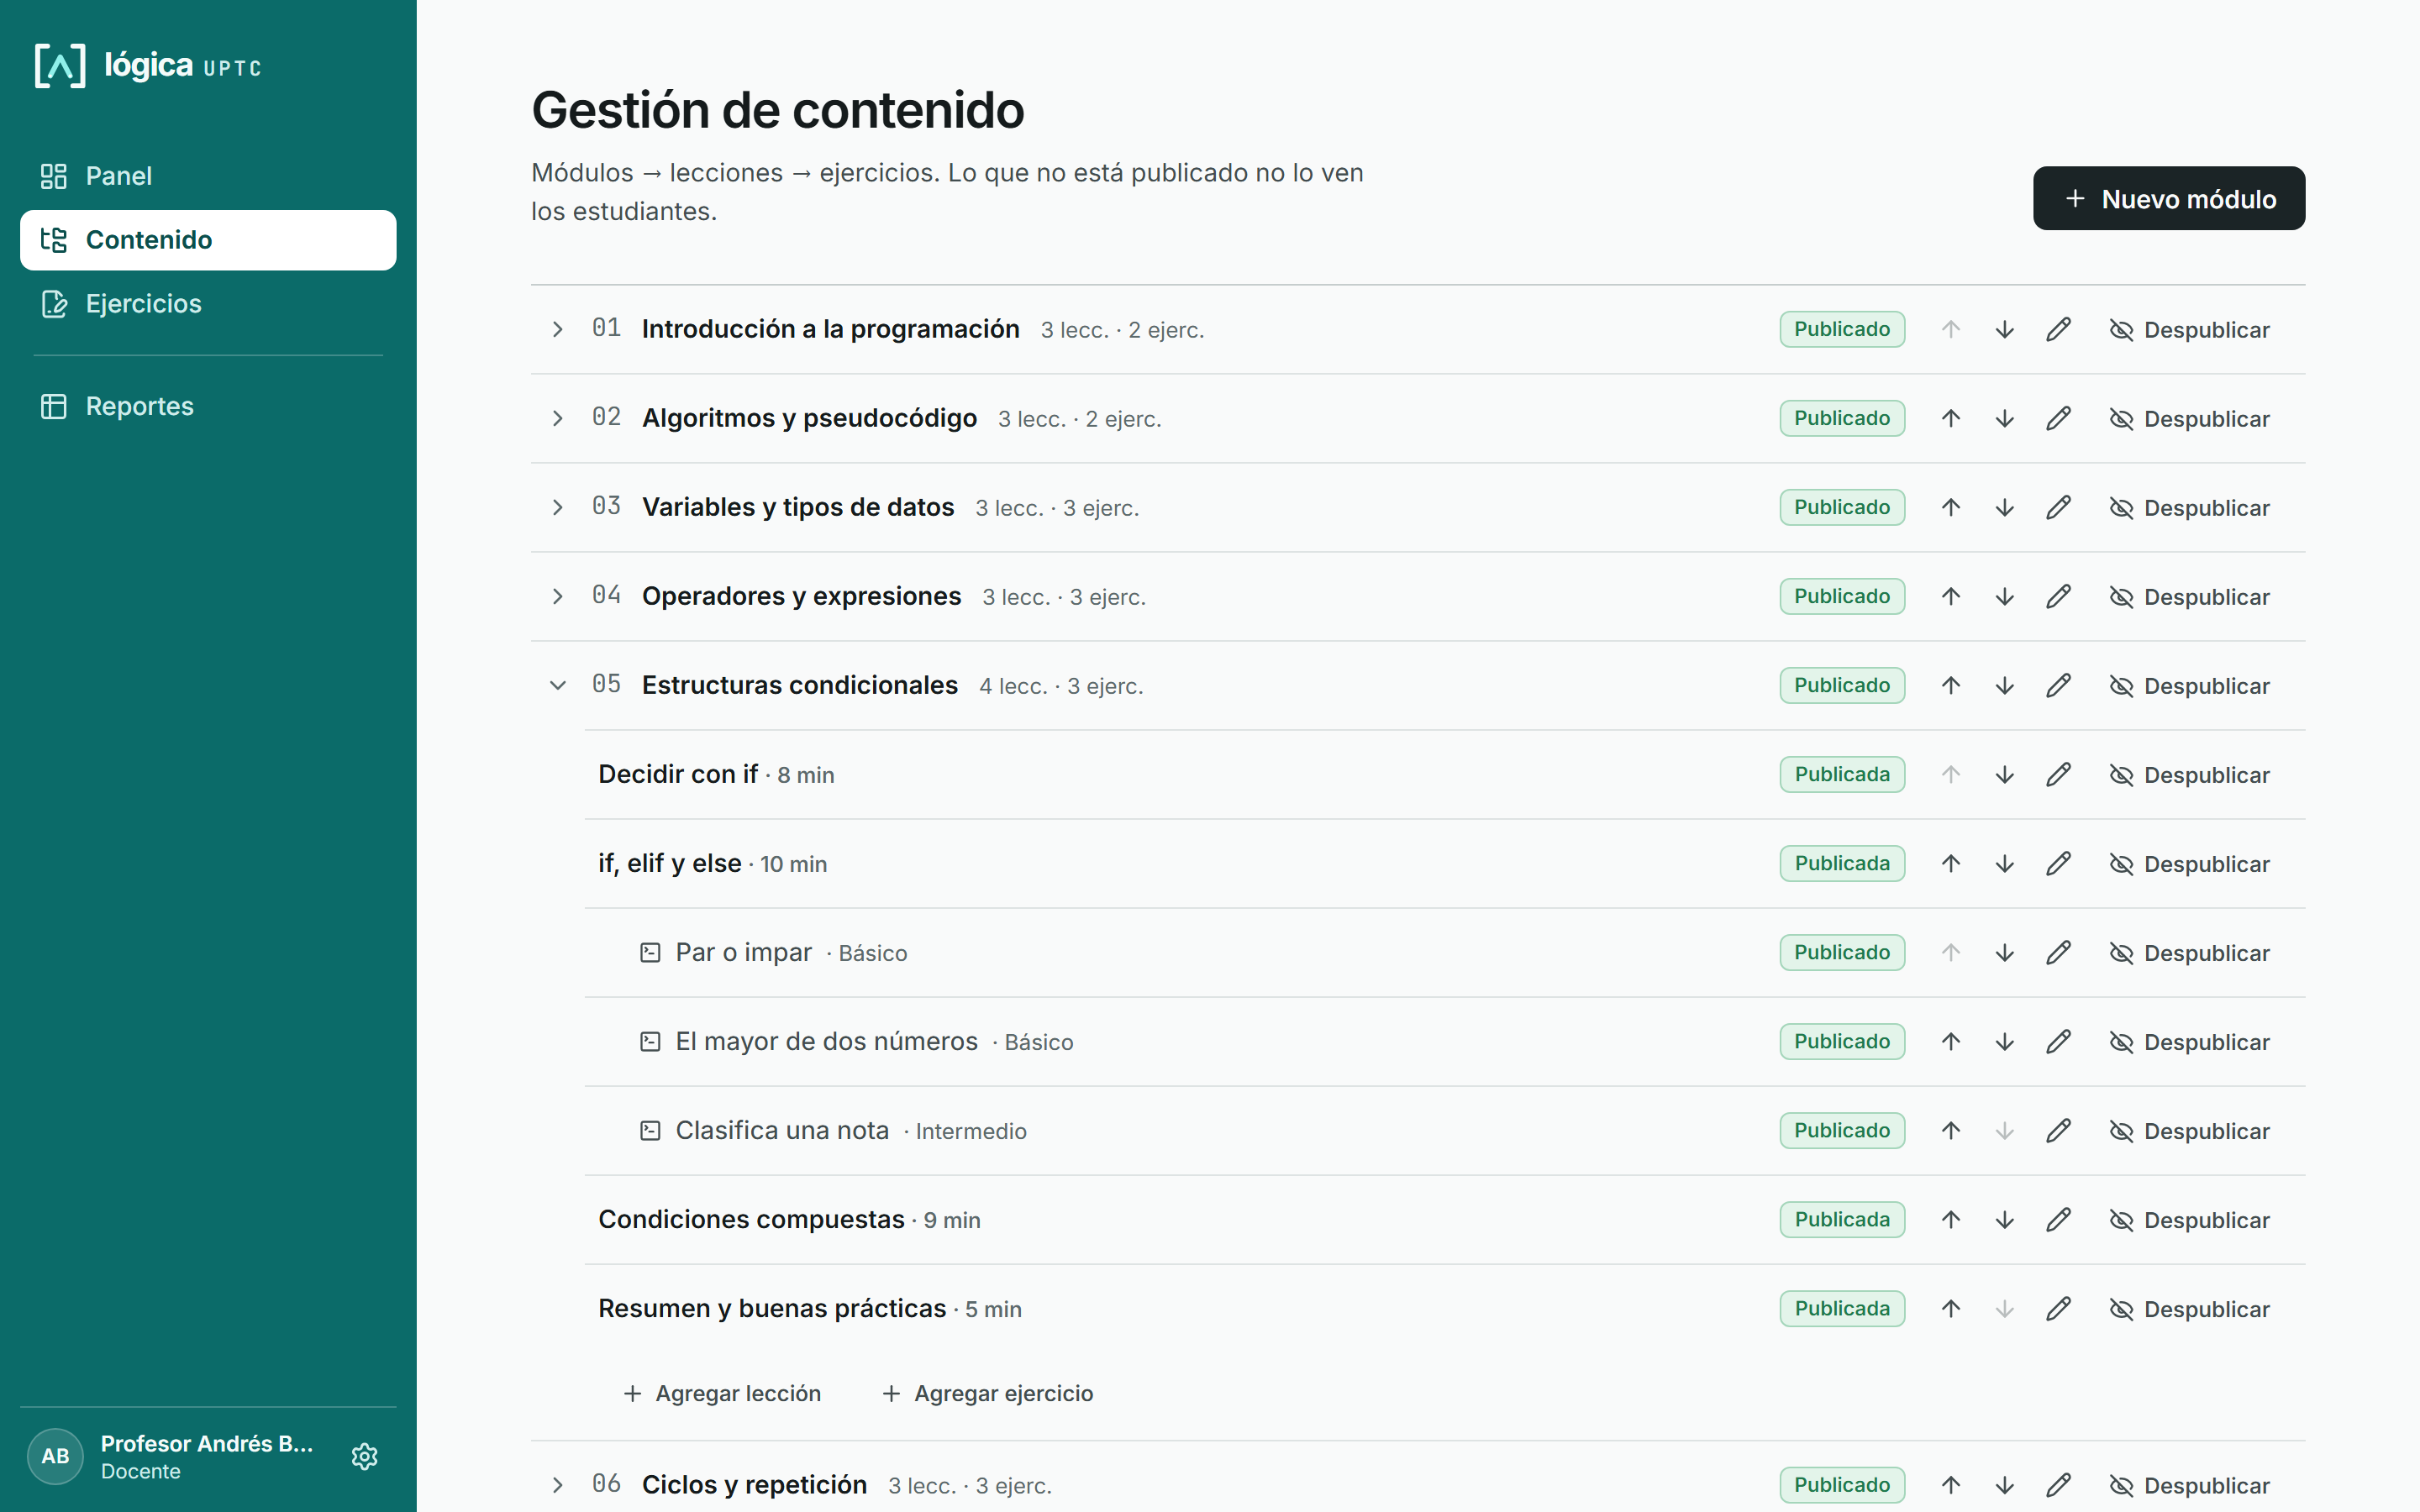 [^] lógica UPTC
Panel
Contenido
Ejercicios
Reportes
Profesor Andrés B...
AB
Docente
Gestión de contenido
Módulos → lecciones → ejercicios. Lo que no está publicado no lo ven
los estudiantes.
+ Nuevo módulo
01 Introducción a la programación 3 lecc. · 2 ejerc. Publicado Despublicar
02 Algoritmos y pseudocódigo 3 lecc. · 2 ejerc. Publicado Despublicar
03 Variables y tipos de datos 3 lecc. · 3 ejerc. Publicado Despublicar
04 Operadores y expresiones 3 lecc. · 3 ejerc. Publicado Despublicar
05 Estructuras condicionales 4 lecc. · 3 ejerc. Publicado Despublicar
Decidir con if · 8 min Publicada Despublicar
if, elif y else · 10 min Publicada Despublicar
Par o impar · Básico Publicado Despublicar
El mayor de dos números · Básico Publicado Despublicar
Clasifica una nota · Intermedio Publicado Despublicar
Condiciones compuestas · 9 min Publicada Despublicar
Resumen y buenas prácticas · 5 min Publicada Despublicar
+ Agregar lección + Agregar ejercicio
06 Ciclos y repetición 3 lecc. · 3 ejerc. Publicado Despublicar